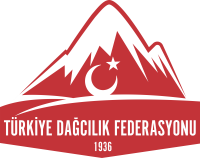 TÜRKİYE DAĞCILIK FEDERASYONU
1936